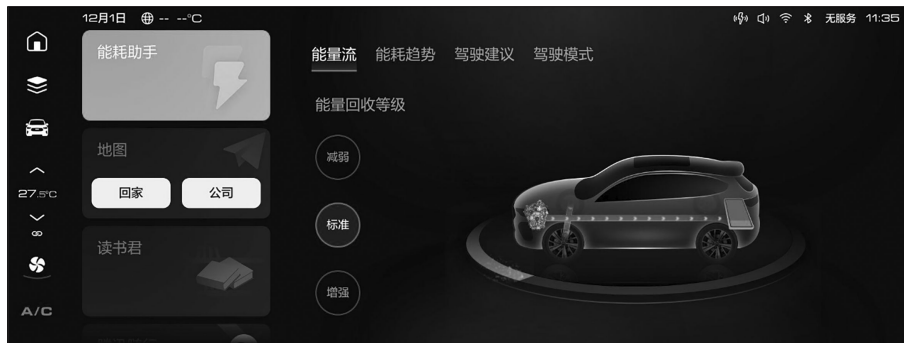 12月1日 -- --°C
无服务 11:35
能耗助手
能量流 能耗趋势 驾驶建议 驾驶模式
能量回收等级
地图
减弱
27.5°C
回家 公司
标准
读书君
增强
A/C